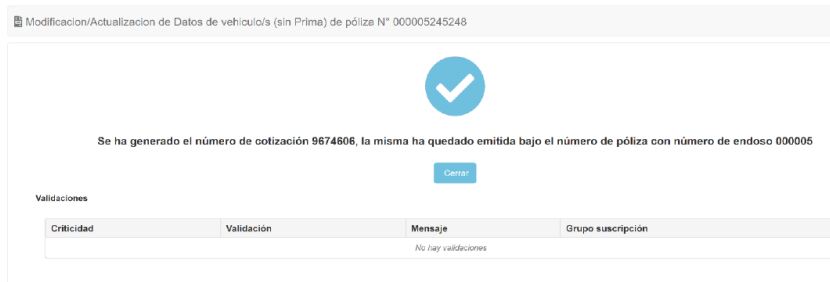 Modificacion/Actualizacion de Datos de vehiculo/s (sin Prima) de póliza N° 000005245248
Se ha generado el número de cotización 9674606, la misma ha quedado emitida bajo el número de póliza con número de endoso 000005
Cerrar
Validaciones
Criticidad Validación Mensaje Grupo suscripción
No hay validaciones